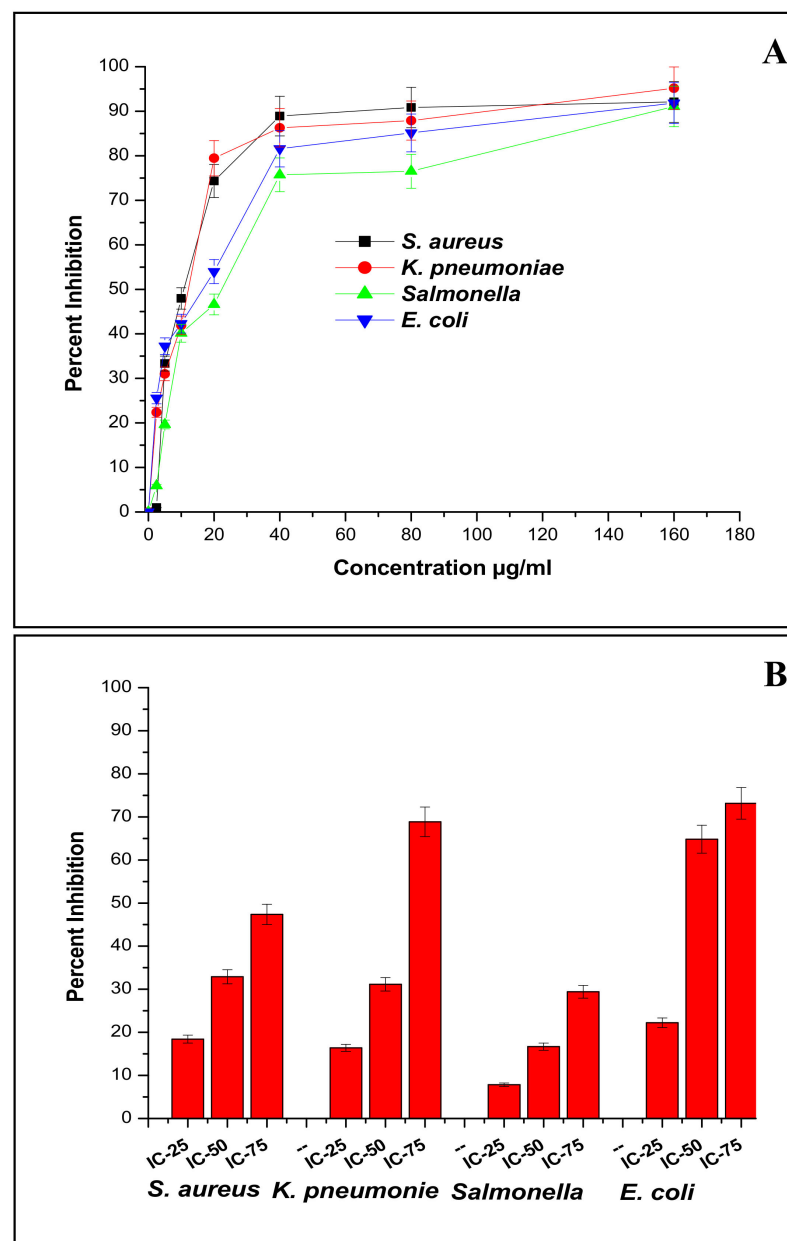 A
100
90
80
70
60
50
40
30
20
10
0
Percent Inhibition
S. aureus
K. pneumoniae
Salmonella
E. coli
0 20 40 60 80 100 120 140 160 180
Concentration µg/ml
B
100
90
80
70
60
50
40
30
20
10
0
Percent Inhibition
IC-25 IC-50 IC-75 -- IC-25 IC-50 IC-75 -- IC-25 IC-50 IC-75 -- IC-25 IC-50 IC-75
S. aureus K. pneumonie Salmonella E. coli